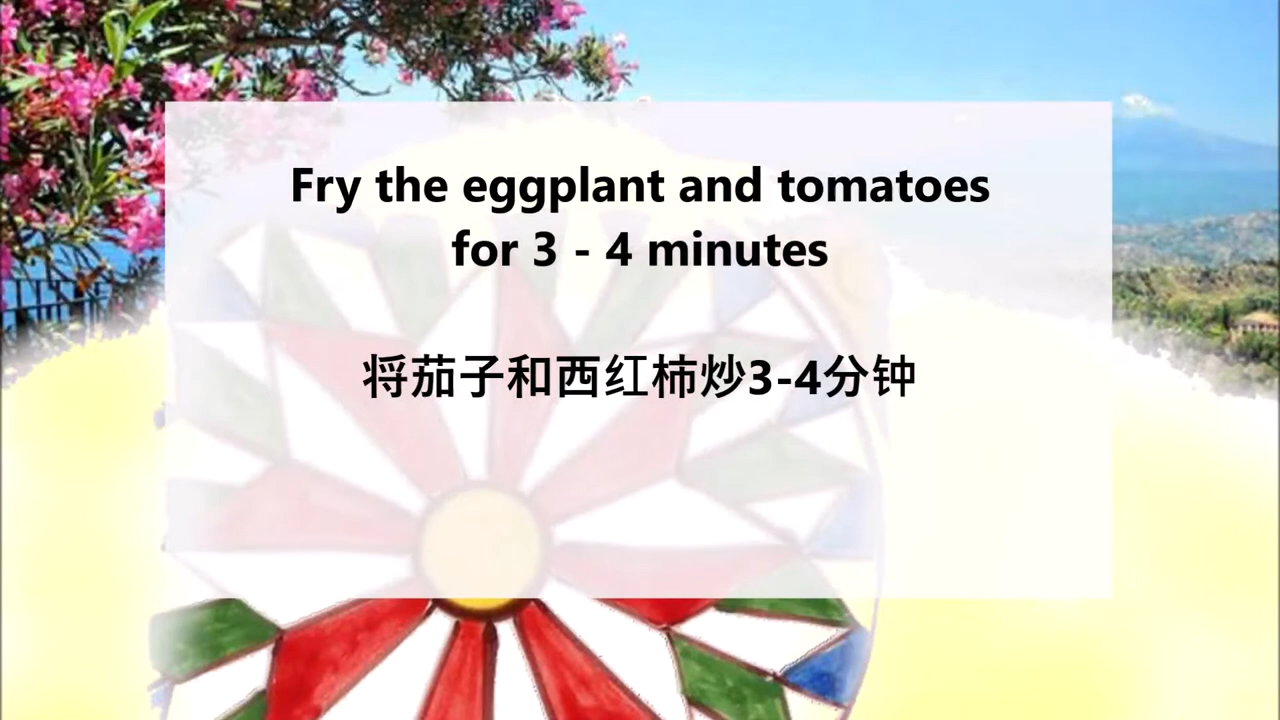 Fry the eggplant and tomatoes
for 3 - 4 minutes
将茄子和西红柿炒3-4分钟